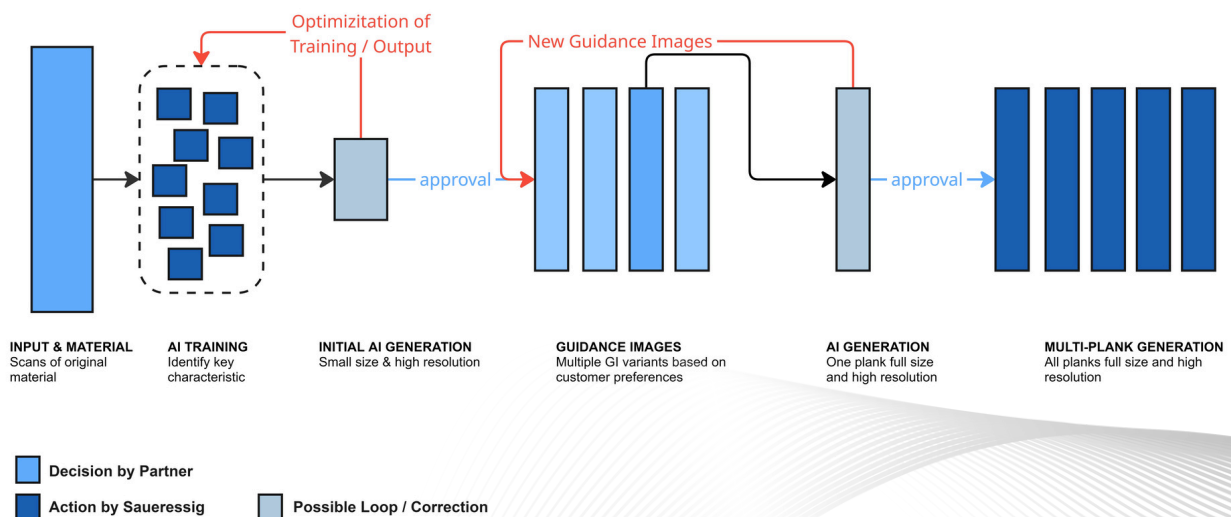 Optimizitation of
Training / Output
New Guidance Images
approval
approval
INPUT & MATERIAL
Scans of original
material
AI TRAINING
Identify key
characteristic
INITIAL AI GENERATION
Small size & high resolution
GUIDANCE IMAGES
Multiple GI variants based on
customer preferences
AI GENERATION
One plank full size
and high resolution
MULTI-PLANK GENERATION
All planks full size and high
resolution
Decision by Partner
Action by Saueressig
Possible Loop / Correction